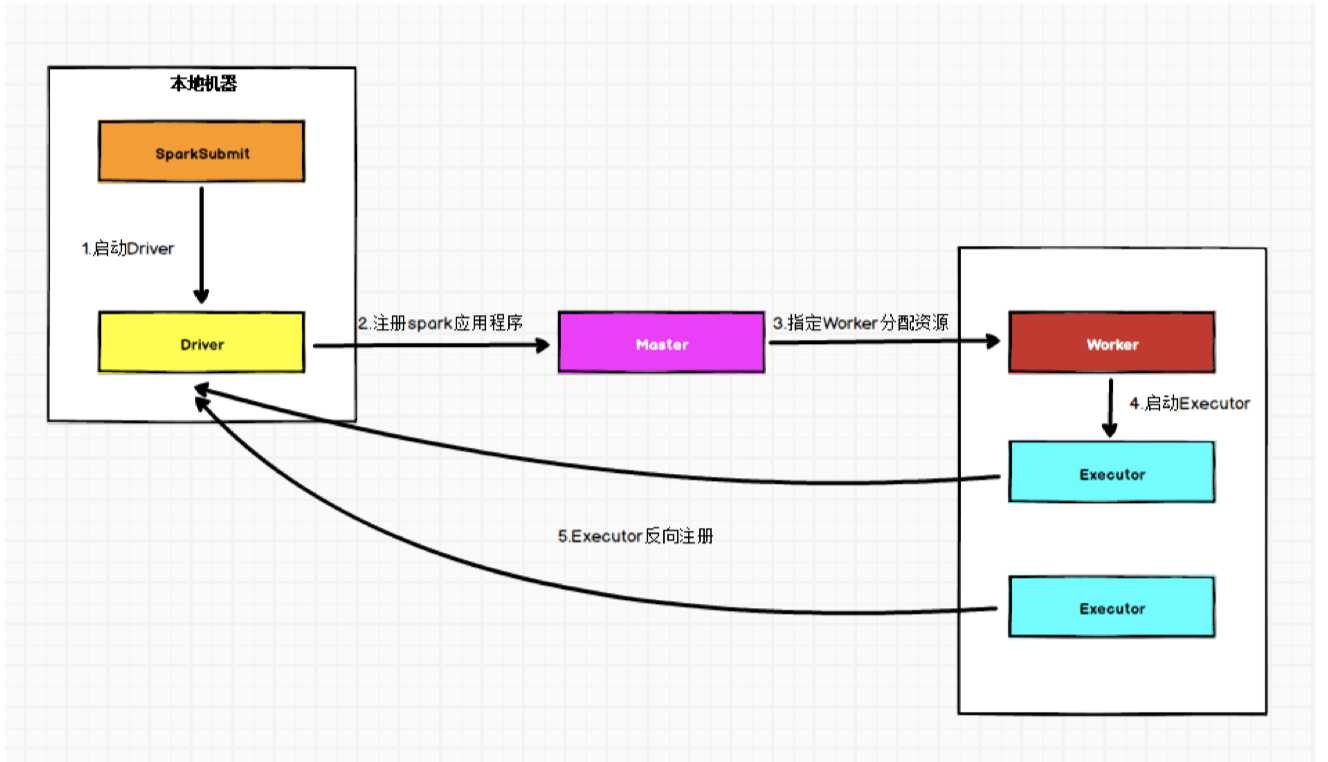 本地机器
SparkSubmit
1.启动Driver
Driver
2.注册spark应用程序
Master
3.指定Worker分配资源
Worker
4.启动Executor
Executor
5.Executor反向注册
Executor